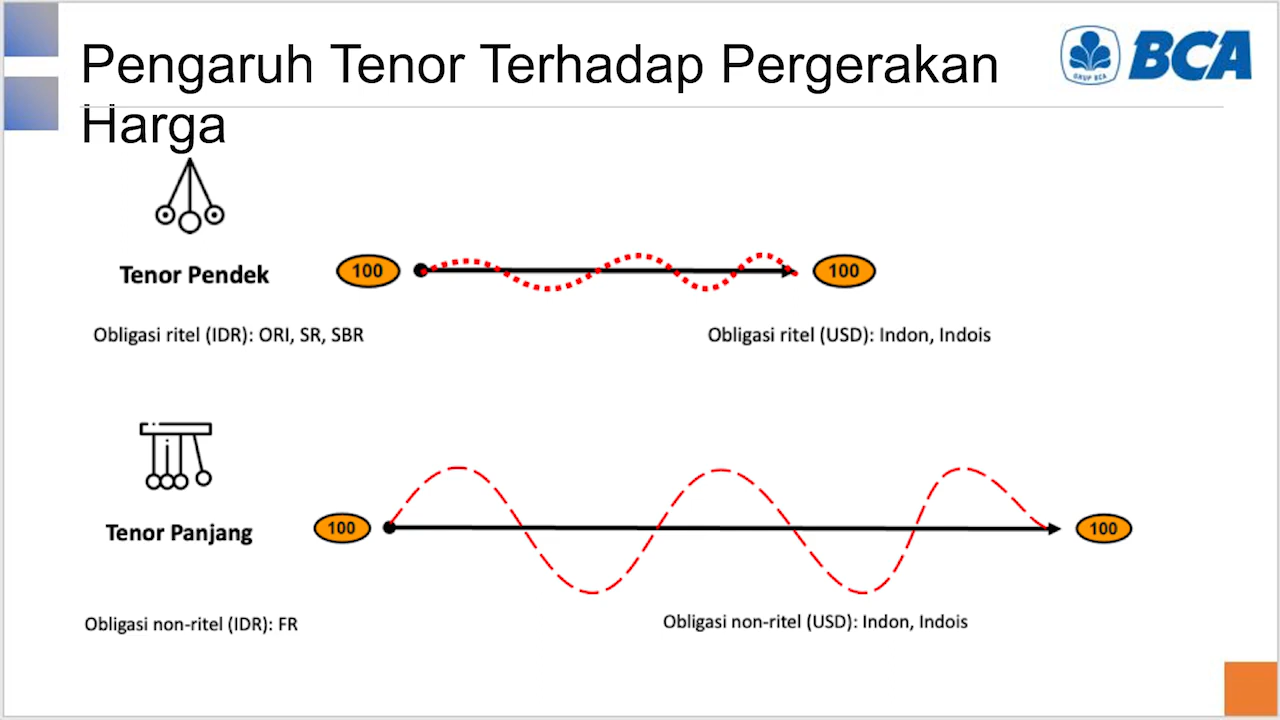 Pengaruh Tenor Terhadap Pergerakan
Harga
GRUP BCA
BCA
Tenor Pendek
100
100
Obligasi ritel (IDR): ORI, SR, SBR
Obligasi ritel (USD): Indon, Indois
Tenor Panjang
100
100
Obligasi non-ritel (IDR): FR
Obligasi non-ritel (USD): Indon, Indois